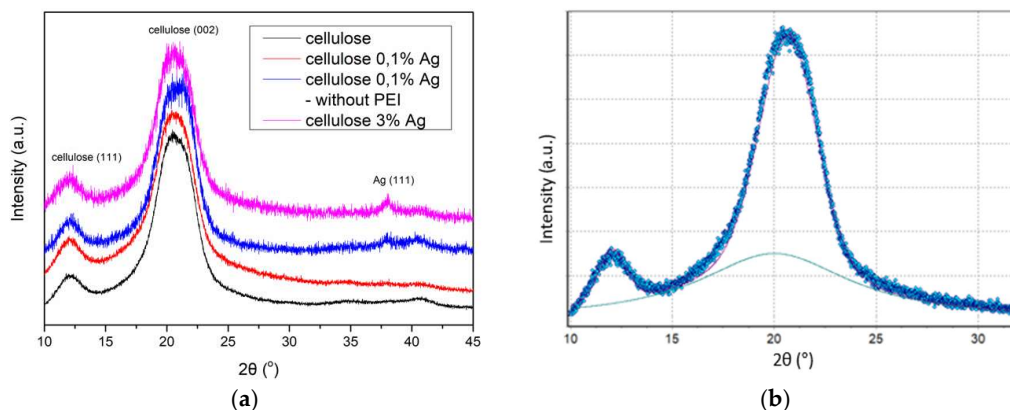 cellulose (002)
cellulose (111)
Ag (111)
cellulose
cellulose 0,1% Ag
cellulose 0,1% Ag
- without PEI
cellulose 3% Ag
Intensity (a.u.)
10 15 20 25 30 35 40 45
2θ (°)
(a)
Intensity (a.u.)
10 15 20 25 30
2θ (°)
(b)